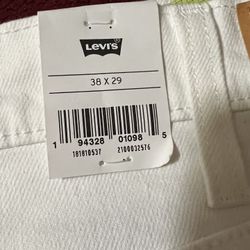 Levi's
38 X 29
1 94328 01098 5
181810537 2100032576